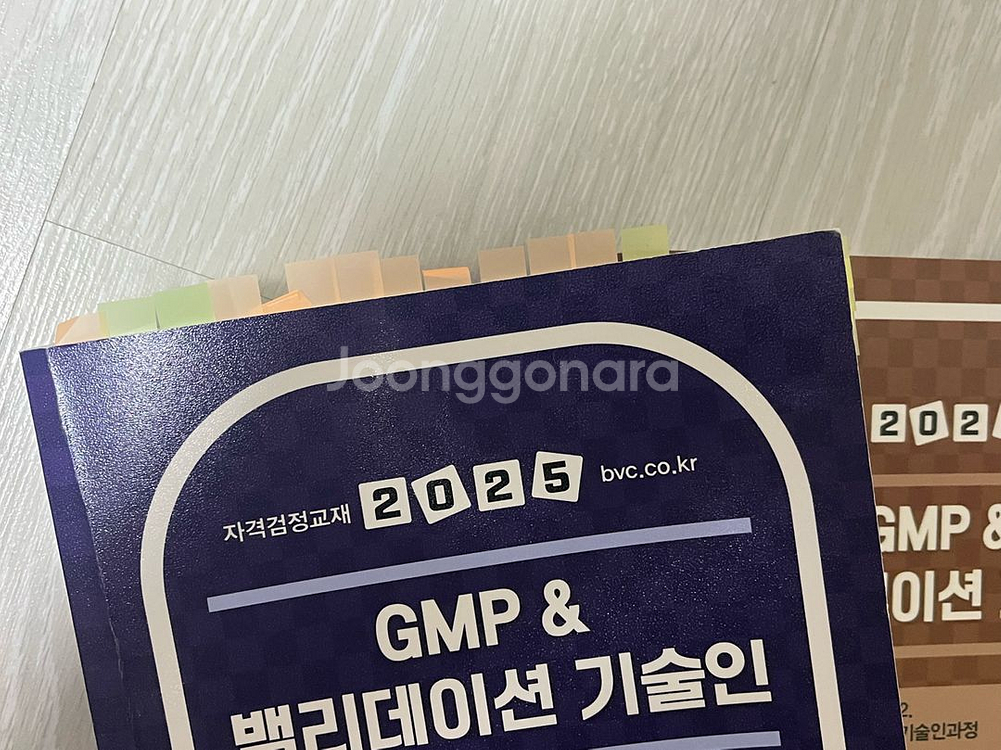 Joonggonara
자격검정교재 2025 bvc.co.kr
GMP &
밸리데이션 기술인
202
GMP &
이션
2.
기술인과정